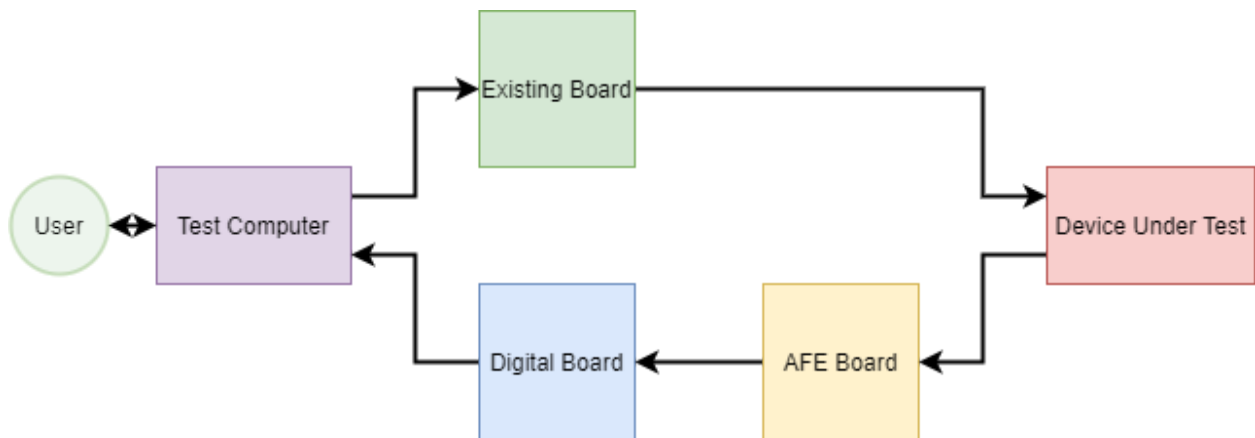 Existing Board
User
Test Computer
Device Under Test
Digital Board
AFE Board